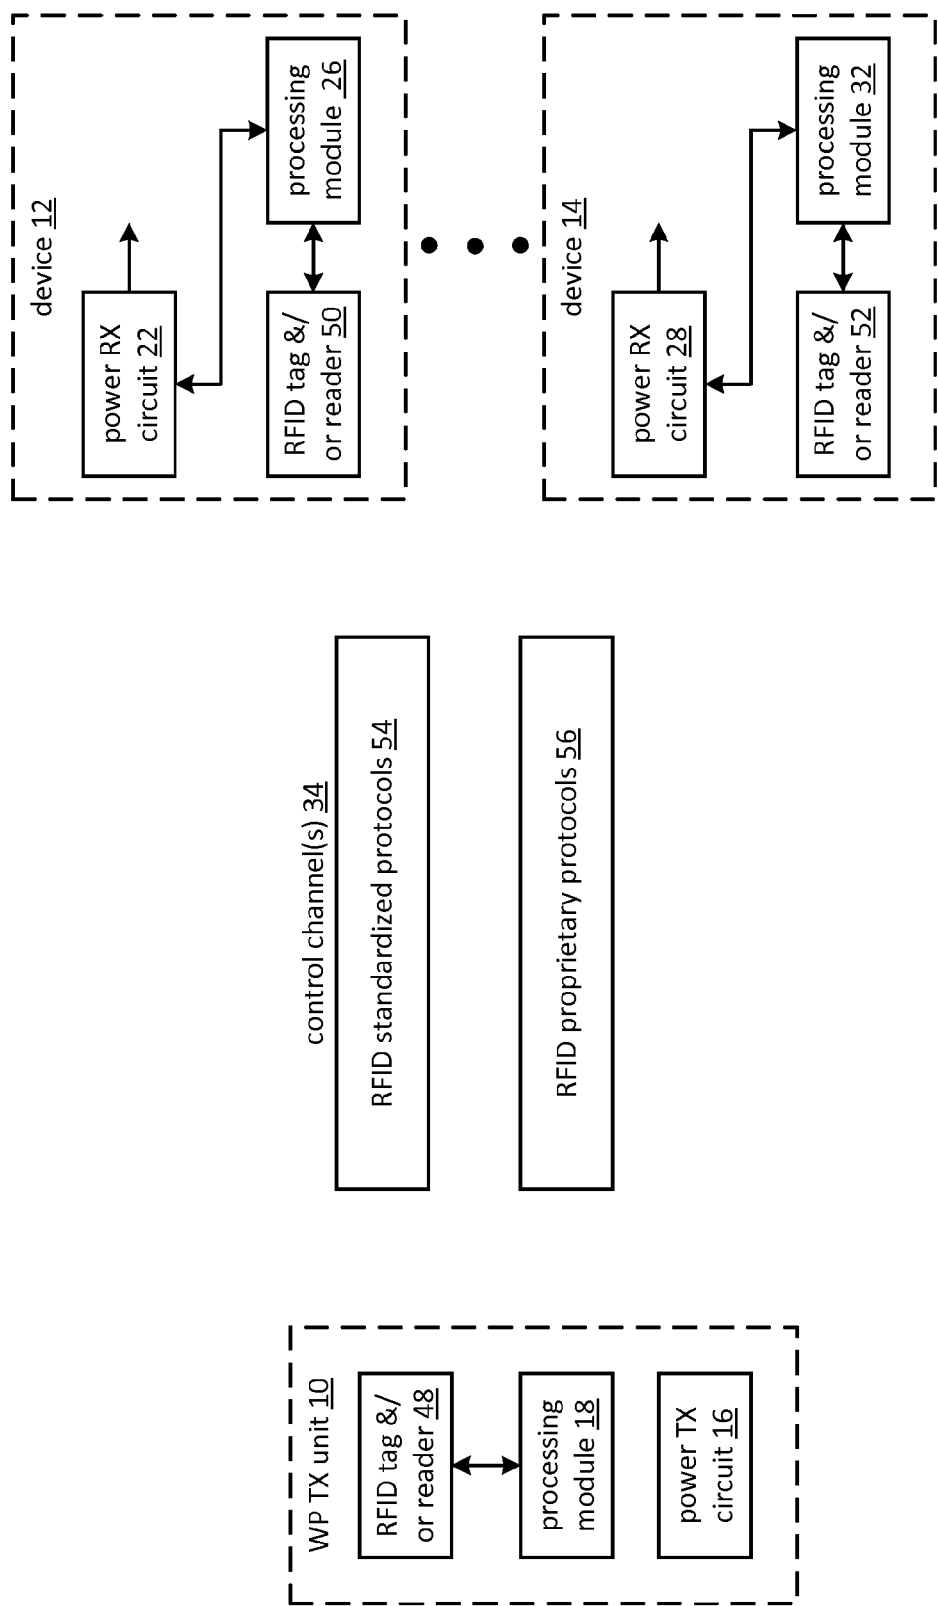 WP TX unit 10
RFID tag &/
or reader 48
processing
module 18
power TX
circuit 16
control channel(s) 34
RFID standardized protocols 54
RFID proprietary protocols 56
device 12
power RX
circuit 22
processing
module 26
RFID tag &/
or reader 50
device 14
power RX
circuit 28
processing
module 32
RFID tag &/
or reader 52